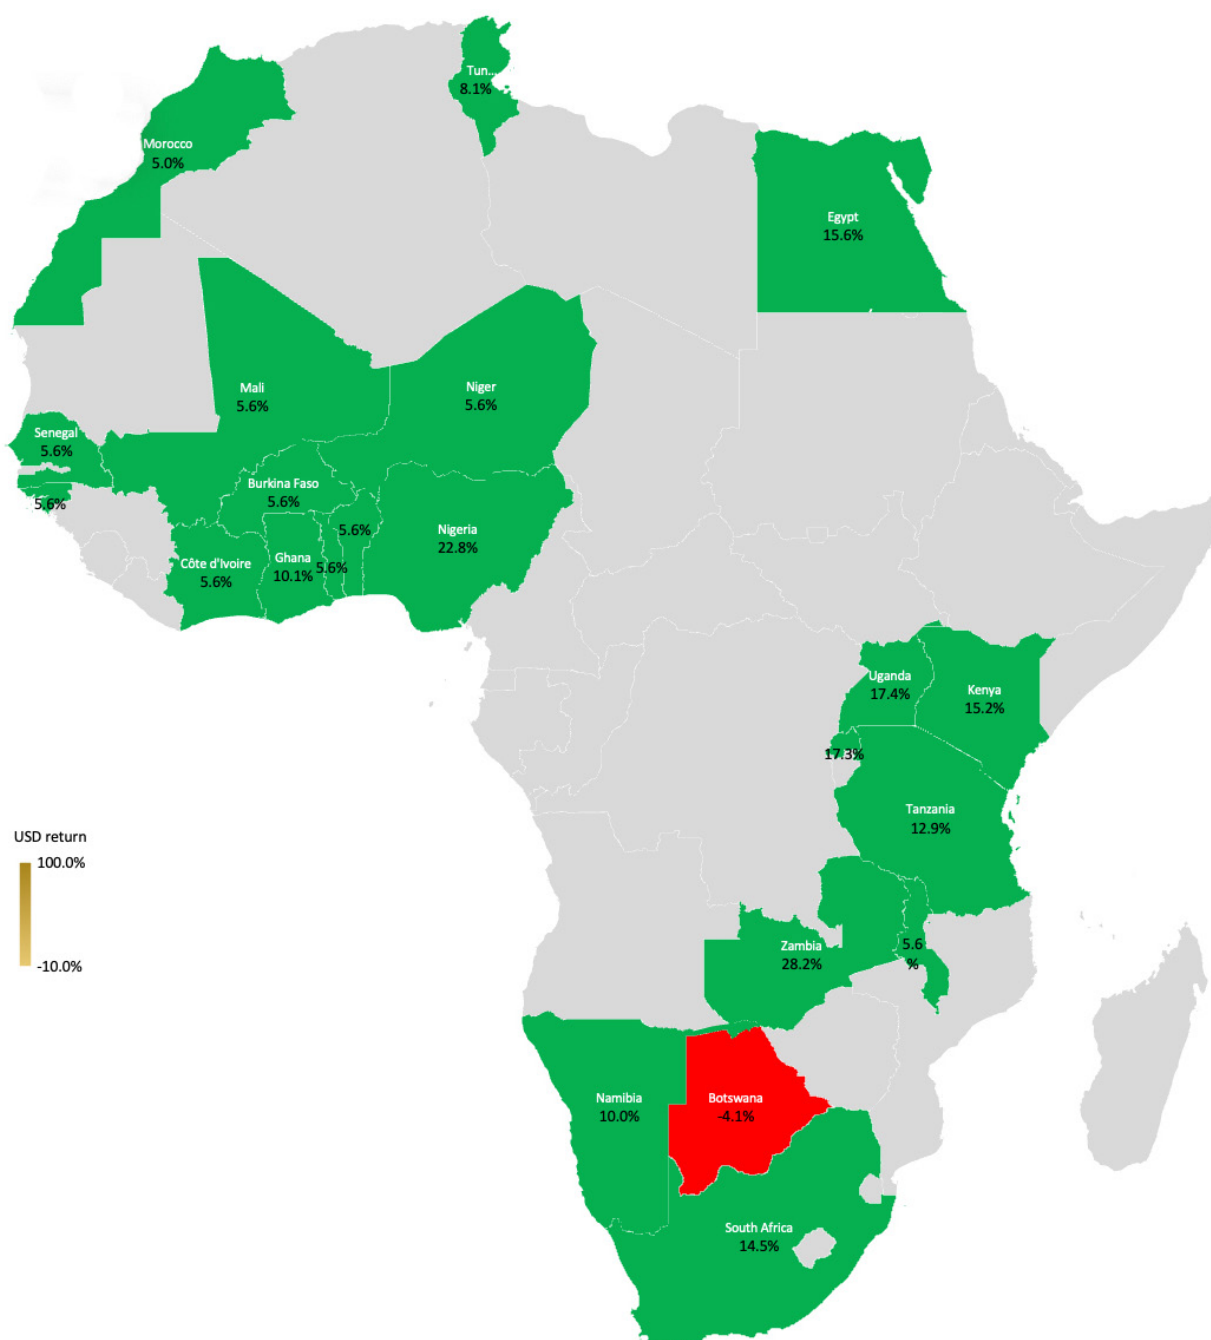 Tun...
8.1%
Morocco
5.0%
Egypt
15.6%
Mali
5.6%
Niger
5.6%
Senegal
5.6%
Burkina Faso
5.6%
5.6%
5.6%
Nigeria
22.8%
Côte d'Ivoire
5.6%
Ghana
10.1%
5.6%
Uganda
17.4%
Kenya
15.2%
17.3%
Tanzania
12.9%
USD return
100.0%
-10.0%
Zambia
28.2%
5.6
%
Namibia
10.0%
Botswana
-4.1%
South Africa
14.5%